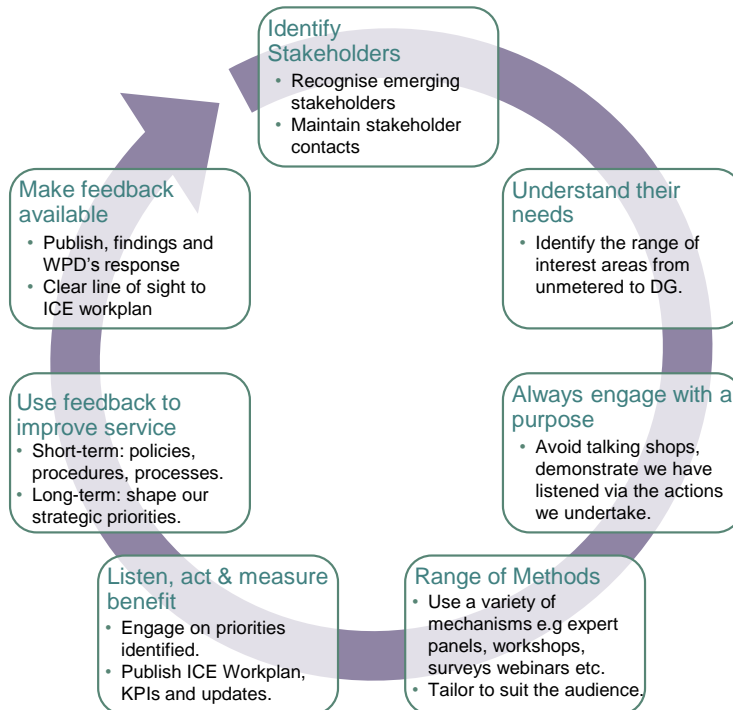 Identify
Stakeholders
• Recognise emerging
stakeholders
• Maintain stakeholder
contacts
Understand their
needs
• Identify the range of
interest areas from
unmetered to DG.
Always engage with a
purpose
• Avoid talking shops,
demonstrate we have
listened via the actions
we undertake.
Range of Methods
• Use a variety of
mechanisms e.g expert
panels, workshops,
surveys webinars etc.
• Tailor to suit the audience.
Listen, act & measure
benefit
• Engage on priorities
identified.
• Publish ICE Workplan,
KPIs and updates.
Use feedback to
improve service
• Short-term: policies,
procedures, processes.
• Long-term: shape our
strategic priorities.
Make feedback
available
• Publish, findings and
WPD's response
• Clear line of sight to
ICE workplan